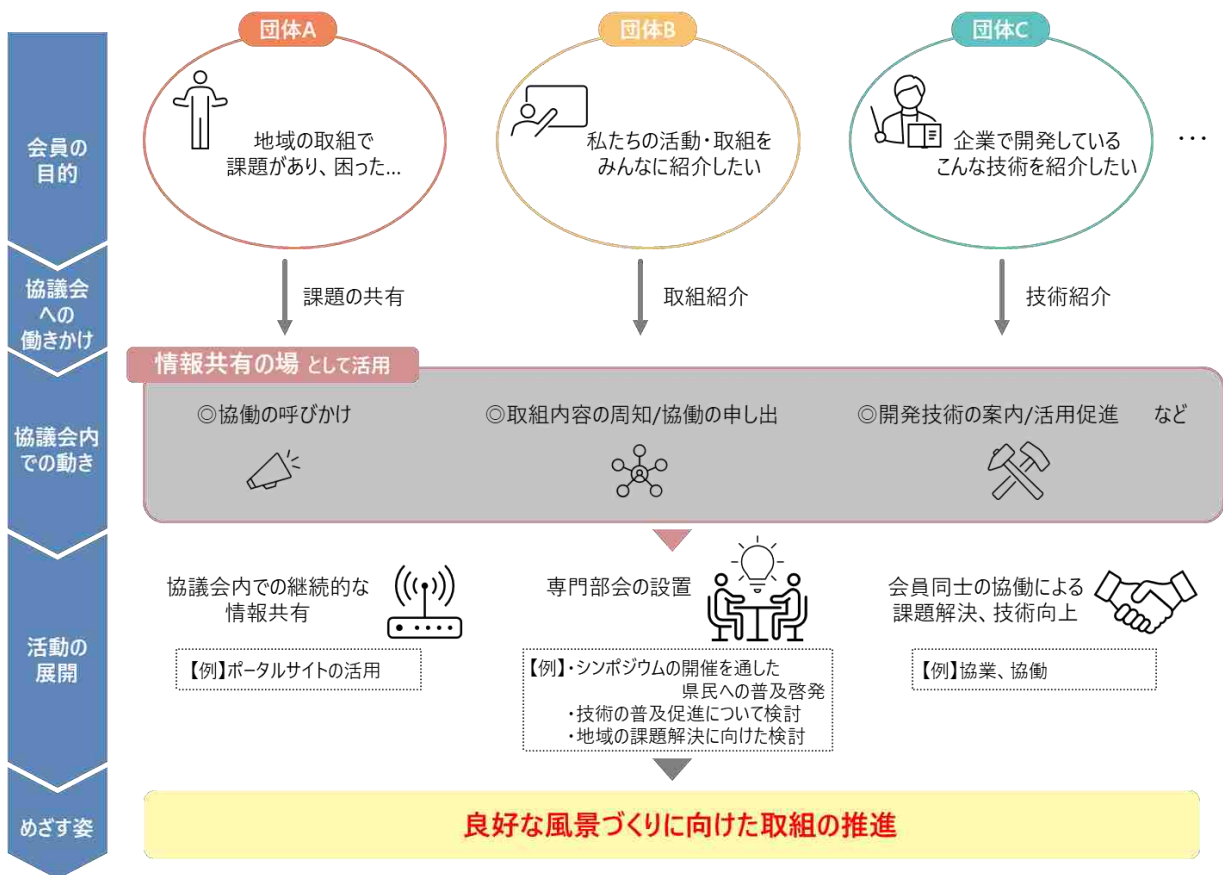 団体A
団体B
団体C
会員の
目的
地域の取組で
課題があり、困った...
私たちの活動・取組を
みんなに紹介したい
企業で開発している
こんな技術を紹介したい
…
協議会
への
働きかけ
課題の共有
取組紹介
技術紹介
情報共有の場 として活用
協議会内
での動き
◎協働の呼びかけ
◎取組内容の周知/協働の申し出
◎開発技術の案内/活用促進 など
活動の
展開
協議会内での継続的な
情報共有
【例】ポータルサイトの活用
専門部会の設置
【例】・シンポジウムの開催を通した
県民への普及啓発
・技術の普及促進について検討
・地域の課題解決に向けた検討
会員同士の協働による
課題解決、技術向上
【例】協業、協働
めざす姿
良好な風景づくりに向けた取組の推進